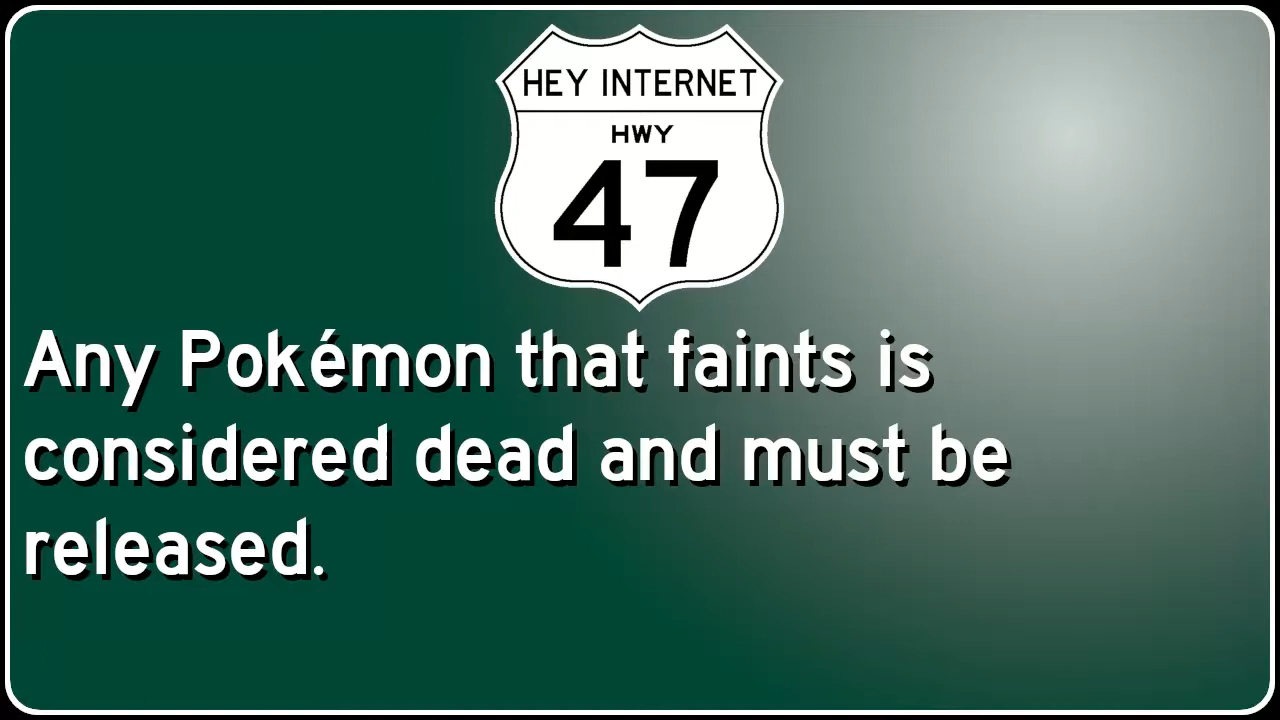 HEY INTERNET
HWY
47
Any Pokémon that faints is
considered dead and must be
released.